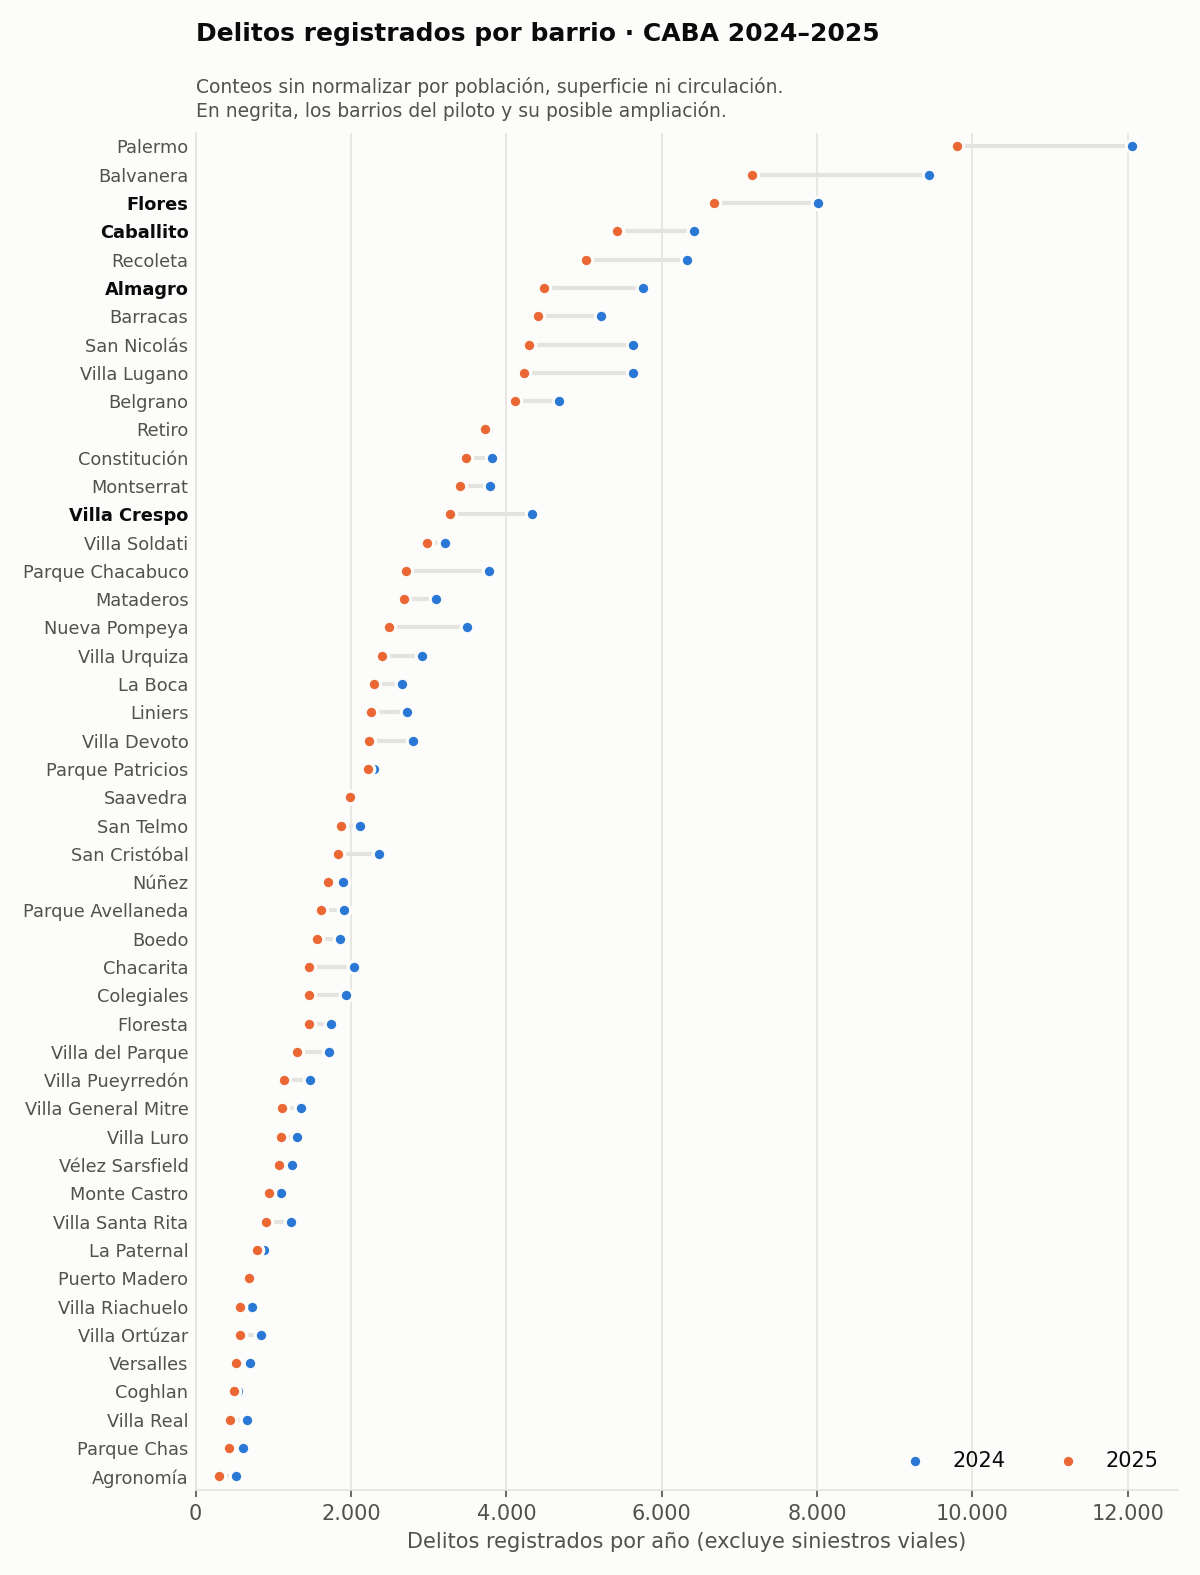 Delitos registrados por barrio · CABA 2024–2025
Conteos sin normalizar por población, superficie ni circulación.
En negrita, los barrios del piloto y su posible ampliación.
Palermo
Balvanera
Flores
Caballito
Recoleta
Almagro
Barracas
San Nicolás
Villa Lugano
Belgrano
Retiro
Constitución
Montserrat
Villa Crespo
Villa Soldati
Parque Chacabuco
Mataderos
Nueva Pompeya
Villa Urquiza
La Boca
Liniers
Villa Devoto
Parque Patricios
Saavedra
San Telmo
San Cristóbal
Núñez
Parque Avellaneda
Boedo
Chacarita
Colegiales
Floresta
Villa del Parque
Villa Pueyrredón
Villa General Mitre
Villa Luro
Vélez Sarsfield
Monte Castro
Villa Santa Rita
La Paternal
Puerto Madero
Villa Riachuelo
Villa Ortúzar
Versalles
Coghlan
Villa Real
Parque Chas
Agronomía
2024 2025
0 2.000 4.000 6.000 8.000 10.000 12.000
Delitos registrados por año (excluye siniestros viales)